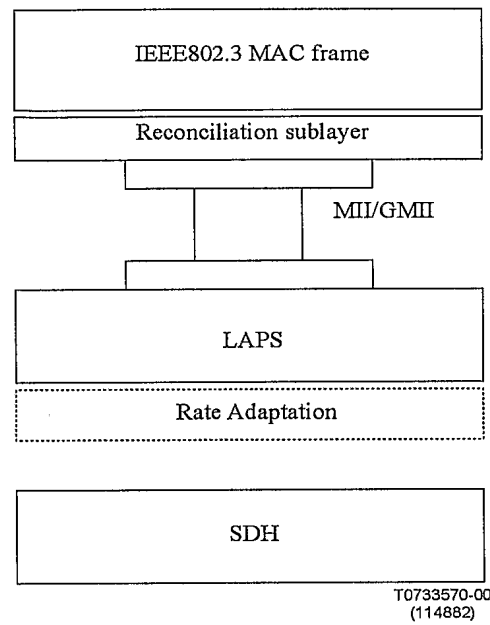 IEEE802.3 MAC frame
Reconciliation sublayer
MII/GMII
LAPS
Rate Adaptation
SDH
T0733570-00
(114882)